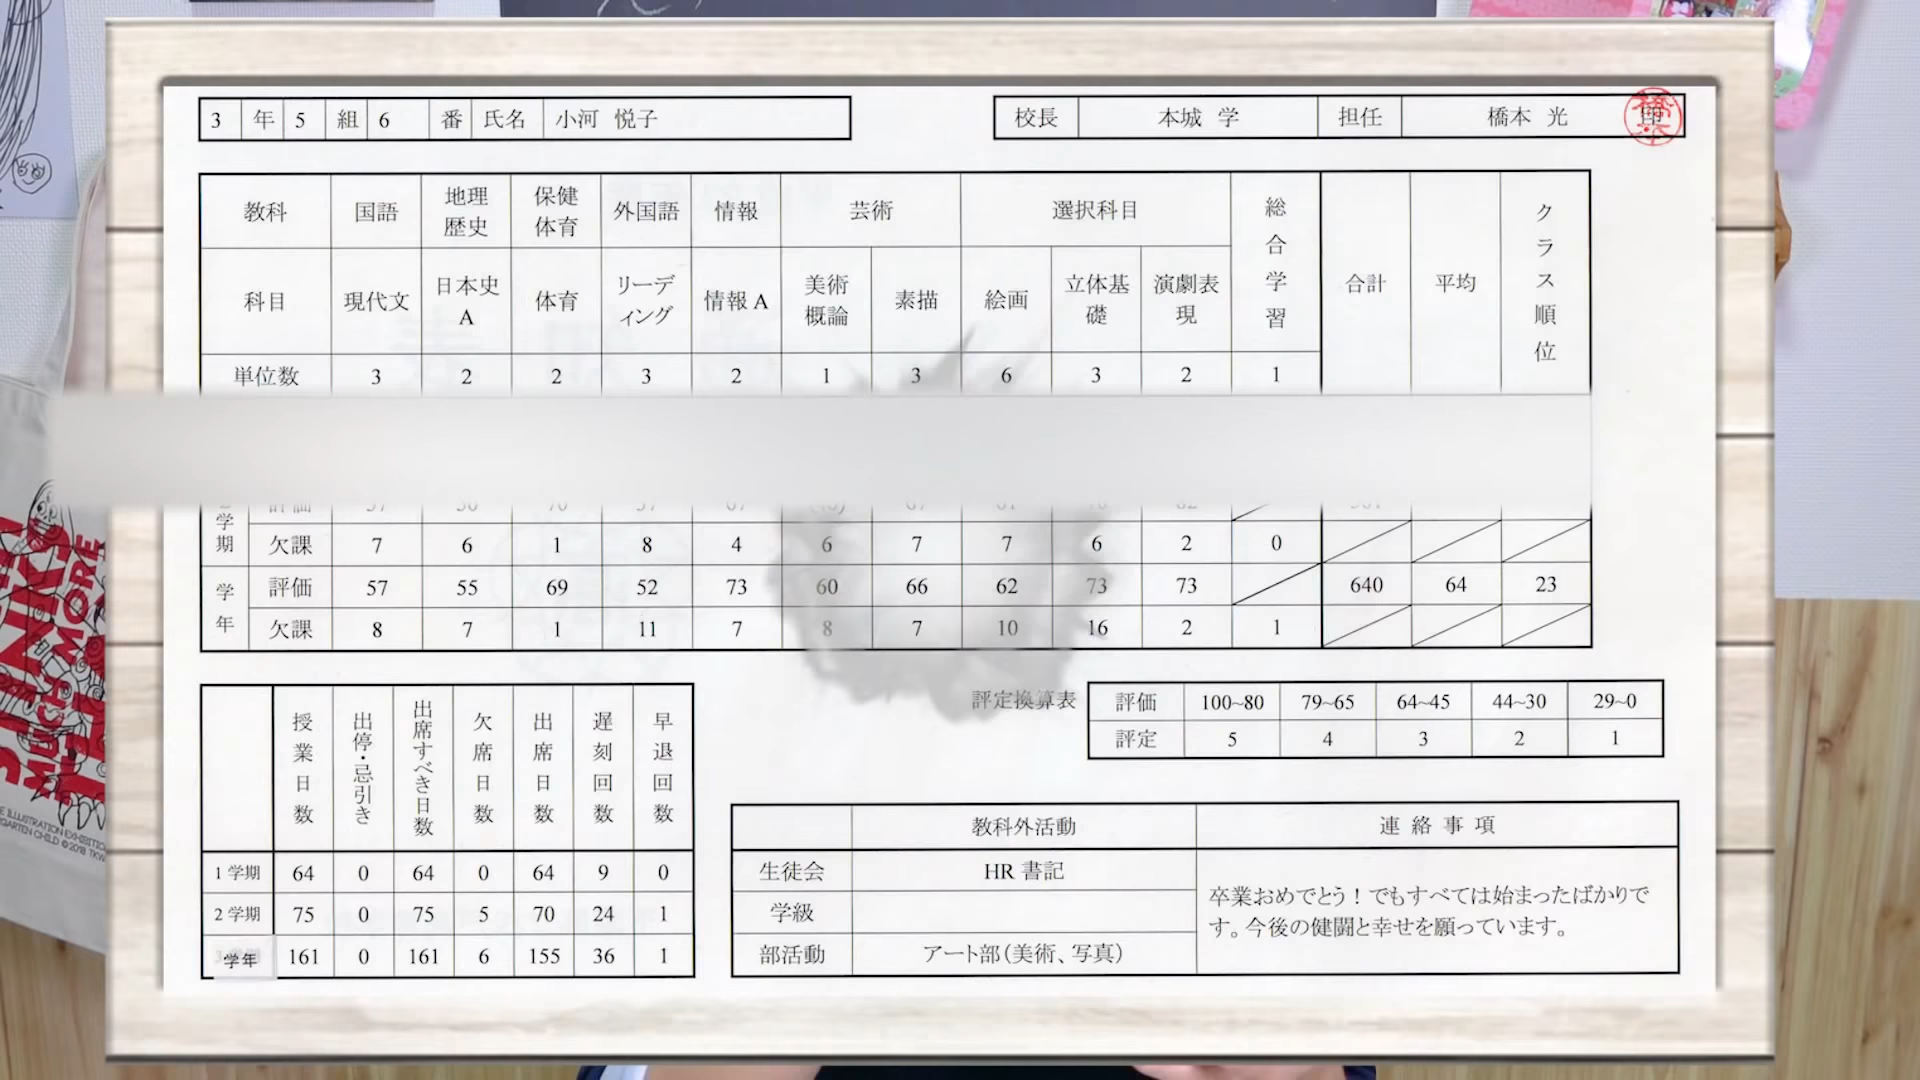 3 年 5 組 6 番 氏名 小河 悦子
校長 本城 学 担任 橋本 光 印
教科 国語 地理歴史 保健体育 外国語 情報 芸術 選択科目 総合学習 合計 平均 クラス順位
科目 現代文 日本史A 体育 リーディング 情報A 美術概論 素描 絵画 立体基礎 演劇表現
単位数 3 2 2 3 2 1 3 6 3 2 1
学期 欠課 7 6 1 8 4 6 7 7 6 2 0
学年 評価 57 55 69 52 73 60 66 62 73 73 640 64 23
欠課 8 7 1 11 7 8 7 10 16 2 1
評定換算表 評価 100~80 79~65 64~45 44~30 29~0
評定 5 4 3 2 1
授業日数 出停・忌引き 出席すべき日数 欠席日数 出席日数 遅刻回数 早退回数
1学期 64 0 64 0 64 9 0
2学期 75 0 75 5 70 24 1
学年 161 0 161 6 155 36 1
教科外活動 連絡事項
生徒会 HR書記
学級
部活動 アート部(美術、写真)
卒業おめでとう！でもすべては始まったばかりで
す。今後の健闘と幸せを願っています。
MUCH MORE